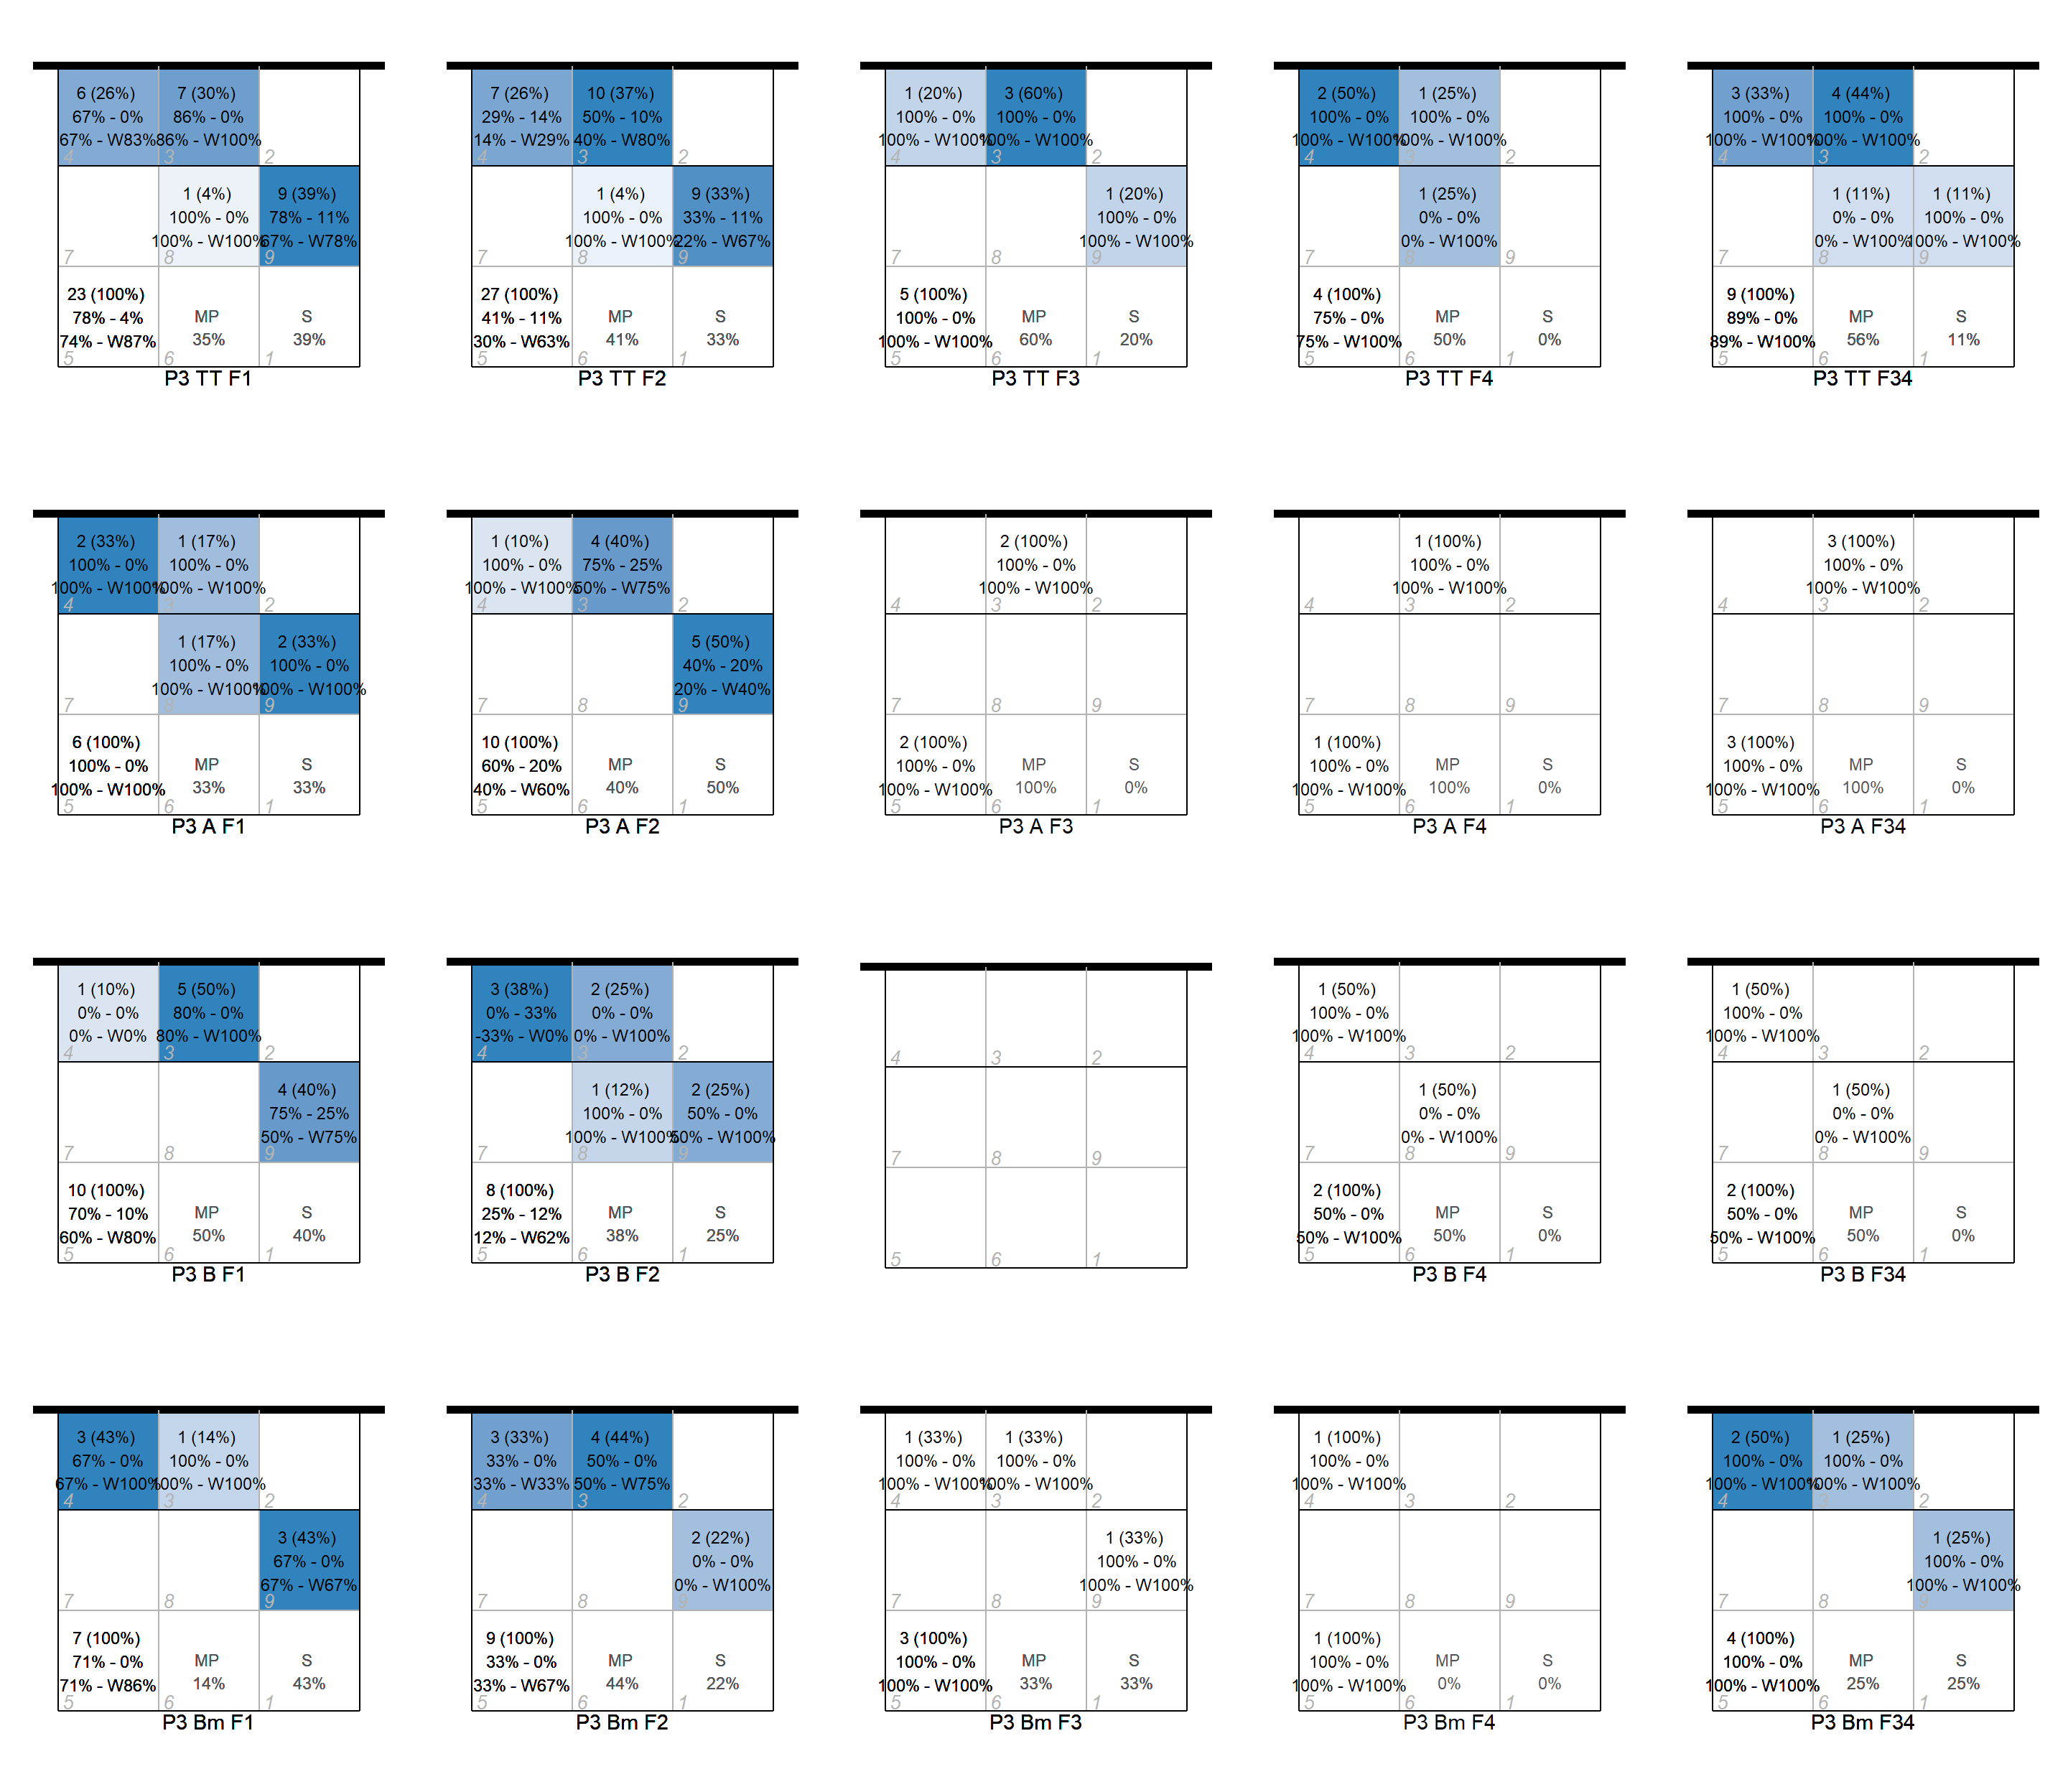 6 (26%)
67% - 0%
67% - W83%
4
7 (30%)
86% - 0%
86% - W100%
3
2
7
1 (4%)
100% - 0%
100% - W100%
8
9 (39%)
78% - 11%
67% - W78%
9
23 (100%)
78% - 4%
74% - W87%
5
MP
35%
6
S
39%
1
P3 TT F1
7 (26%)
29% - 14%
14% - W29%
4
10 (37%)
50% - 10%
40% - W80%
3
2
7
1 (4%)
100% - 0%
100% - W100%
8
9 (33%)
33% - 11%
22% - W67%
9
27 (100%)
41% - 11%
30% - W63%
5
MP
41%
6
S
33%
1
P3 TT F2
1 (20%)
100% - 0%
100% - W100%
4
3 (60%)
100% - 0%
100% - W100%
3
2
7
8
1 (20%)
100% - 0%
100% - W100%
9
5 (100%)
100% - 0%
100% - W100%
5
MP
60%
6
S
20%
1
P3 TT F3
2 (50%)
100% - 0%
100% - W100%
4
1 (25%)
100% - 0%
100% - W100%
3
2
7
1 (25%)
0% - 0%
0% - W100%
8
9
4 (100%)
75% - 0%
75% - W100%
5
MP
50%
6
S
0%
1
P3 TT F4
3 (33%)
100% - 0%
100% - W100%
4
4 (44%)
100% - 0%
100% - W100%
3
2
7
1 (11%)
0% - 0%
0% - W100%
8
1 (11%)
100% - 0%
100% - W100%
9
9 (100%)
89% - 0%
89% - W100%
5
MP
56%
6
S
11%
1
P3 TT F34
2 (33%)
100% - 0%
100% - W100%
4
1 (17%)
100% - 0%
100% - W100%
3
2
7
1 (17%)
100% - 0%
100% - W100%
8
2 (33%)
100% - 0%
100% - W100%
9
6 (100%)
100% - 0%
100% - W100%
5
MP
33%
6
S
33%
1
P3 A F1
1 (10%)
100% - 0%
100% - W100%
4
4 (40%)
75% - 25%
50% - W75%
3
2
7
8
5 (50%)
40% - 20%
20% - W40%
9
10 (100%)
60% - 20%
40% - W60%
5
MP
40%
6
S
50%
1
P3 A F2
4
2 (100%)
100% - 0%
100% - W100%
3
2
7
8
9
2 (100%)
100% - 0%
100% - W100%
5
MP
100%
6
S
0%
1
P3 A F3
4
1 (100%)
100% - 0%
100% - W100%
3
2
7
8
9
1 (100%)
100% - 0%
100% - W100%
5
MP
100%
6
S
0%
1
P3 A F4
4
3 (100%)
100% - 0%
100% - W100%
3
2
7
8
9
3 (100%)
100% - 0%
100% - W100%
5
MP
100%
6
S
0%
1
P3 A F34
1 (10%)
0% - 0%
0% - W0%
4
5 (50%)
80% - 0%
80% - W100%
3
2
7
8
4 (40%)
75% - 25%
50% - W75%
9
10 (100%)
70% - 10%
60% - W80%
5
MP
50%
6
S
40%
1
P3 B F1
3 (38%)
0% - 33%
-33% - W0%
4
2 (25%)
0% - 0%
0% - W100%
3
2
7
1 (12%)
100% - 0%
100% - W100%
8
2 (25%)
50% - 0%
50% - W100%
9
8 (100%)
25% - 12%
12% - W62%
5
MP
38%
6
S
25%
1
P3 B F2
4
3
2
7
8
9
5
6
1
1 (50%)
100% - 0%
100% - W100%
4
3
2
7
1 (50%)
0% - 0%
0% - W100%
8
9
2 (100%)
50% - 0%
50% - W100%
5
MP
50%
6
S
0%
1
P3 B F4
1 (50%)
100% - 0%
100% - W100%
4
3
2
7
1 (50%)
0% - 0%
0% - W100%
8
9
2 (100%)
50% - 0%
50% - W100%
5
MP
50%
6
S
0%
1
P3 B F34
3 (43%)
67% - 0%
67% - W100%
4
1 (14%)
100% - 0%
100% - W100%
3
2
7
8
3 (43%)
67% - 0%
67% - W67%
9
7 (100%)
71% - 0%
71% - W86%
5
MP
14%
6
S
43%
1
P3 Bm F1
3 (33%)
33% - 0%
33% - W33%
4
4 (44%)
50% - 0%
50% - W75%
3
2
7
8
2 (22%)
0% - 0%
0% - W100%
9
9 (100%)
33% - 0%
33% - W67%
5
MP
44%
6
S
22%
1
P3 Bm F2
1 (33%)
100% - 0%
100% - W100%
4
1 (33%)
100% - 0%
100% - W100%
3
2
7
8
1 (33%)
100% - 0%
100% - W100%
9
3 (100%)
100% - 0%
100% - W100%
5
MP
33%
6
S
33%
1
P3 Bm F3
1 (100%)
100% - 0%
100% - W100%
4
3
2
7
8
9
1 (100%)
100% - 0%
100% - W100%
5
MP
0%
6
S
0%
1
P3 Bm F4
2 (50%)
100% - 0%
100% - W100%
4
1 (25%)
100% - 0%
100% - W100%
3
2
7
8
1 (25%)
100% - 0%
100% - W100%
9
4 (100%)
100% - 0%
100% - W100%
5
MP
25%
6
S
25%
1
P3 Bm F34